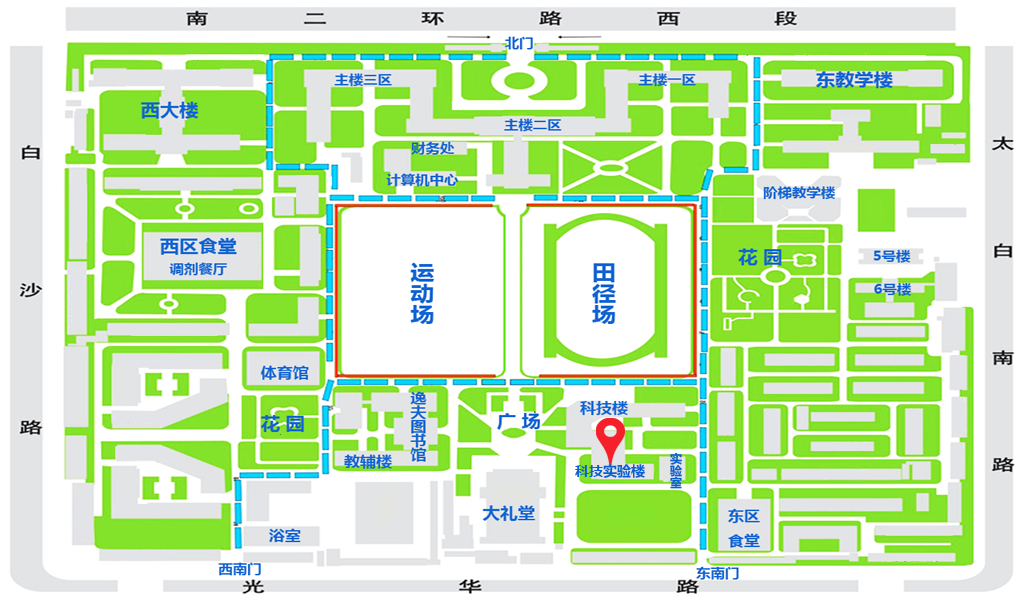 南二环路西段
北门
主楼三区
主楼一区
东教学楼
西大楼
主楼二区
财务处
计算机中心
阶梯教学楼
白沙路
太白南路
西区食堂
调剂餐厅
运动场
田径场
花园
5号楼
6号楼
体育馆
花园
逸夫图书馆
教辅楼
广场
科技楼
科技实验楼
实验室
大礼堂
浴室
东区
食堂
西南门
东南门
光华路